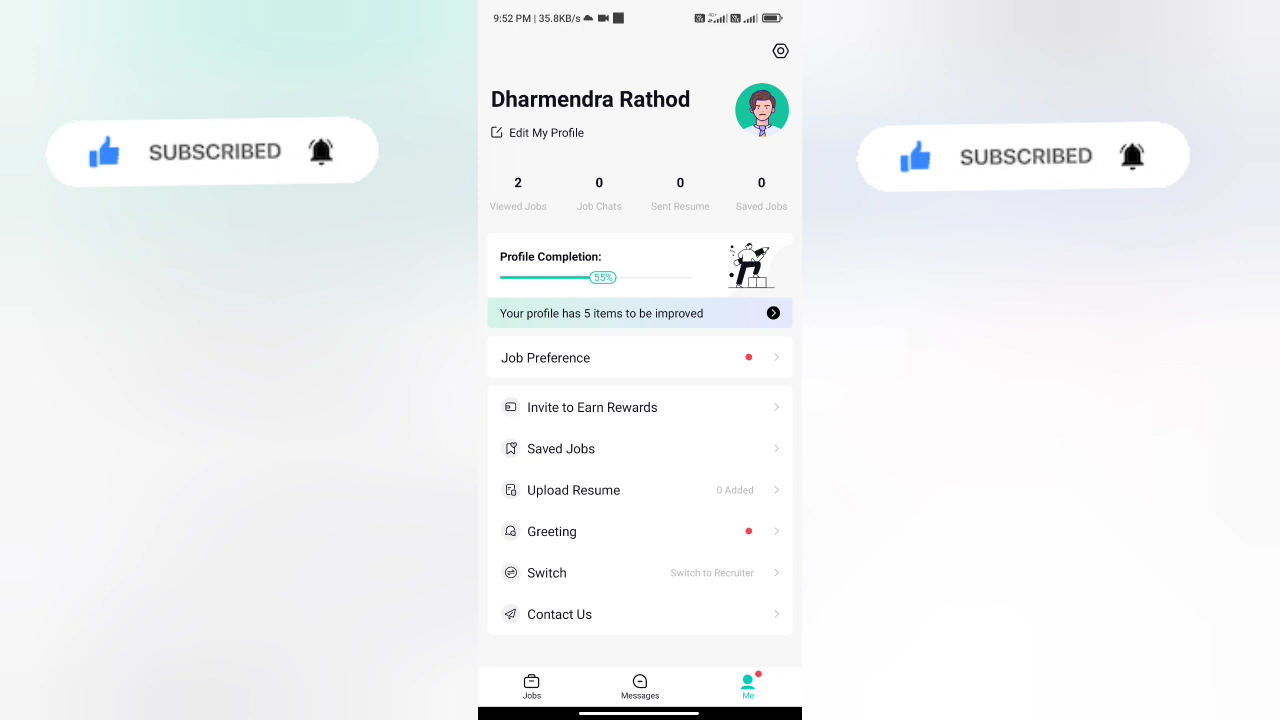 9:52 PM | 35.8KB/s
Dharmendra Rathod
Edit My Profile
2 0 0 0
Viewed Jobs Job Chats Sent Resume Saved Jobs
Profile Completion:
55%
Your profile has 5 items to be improved
Job Preference
Invite to Earn Rewards
Saved Jobs
Upload Resume 0 Added
Greeting
Switch Switch to Recruiter
Contact Us
Jobs Messages Me
SUBSCRIBED
SUBSCRIBED